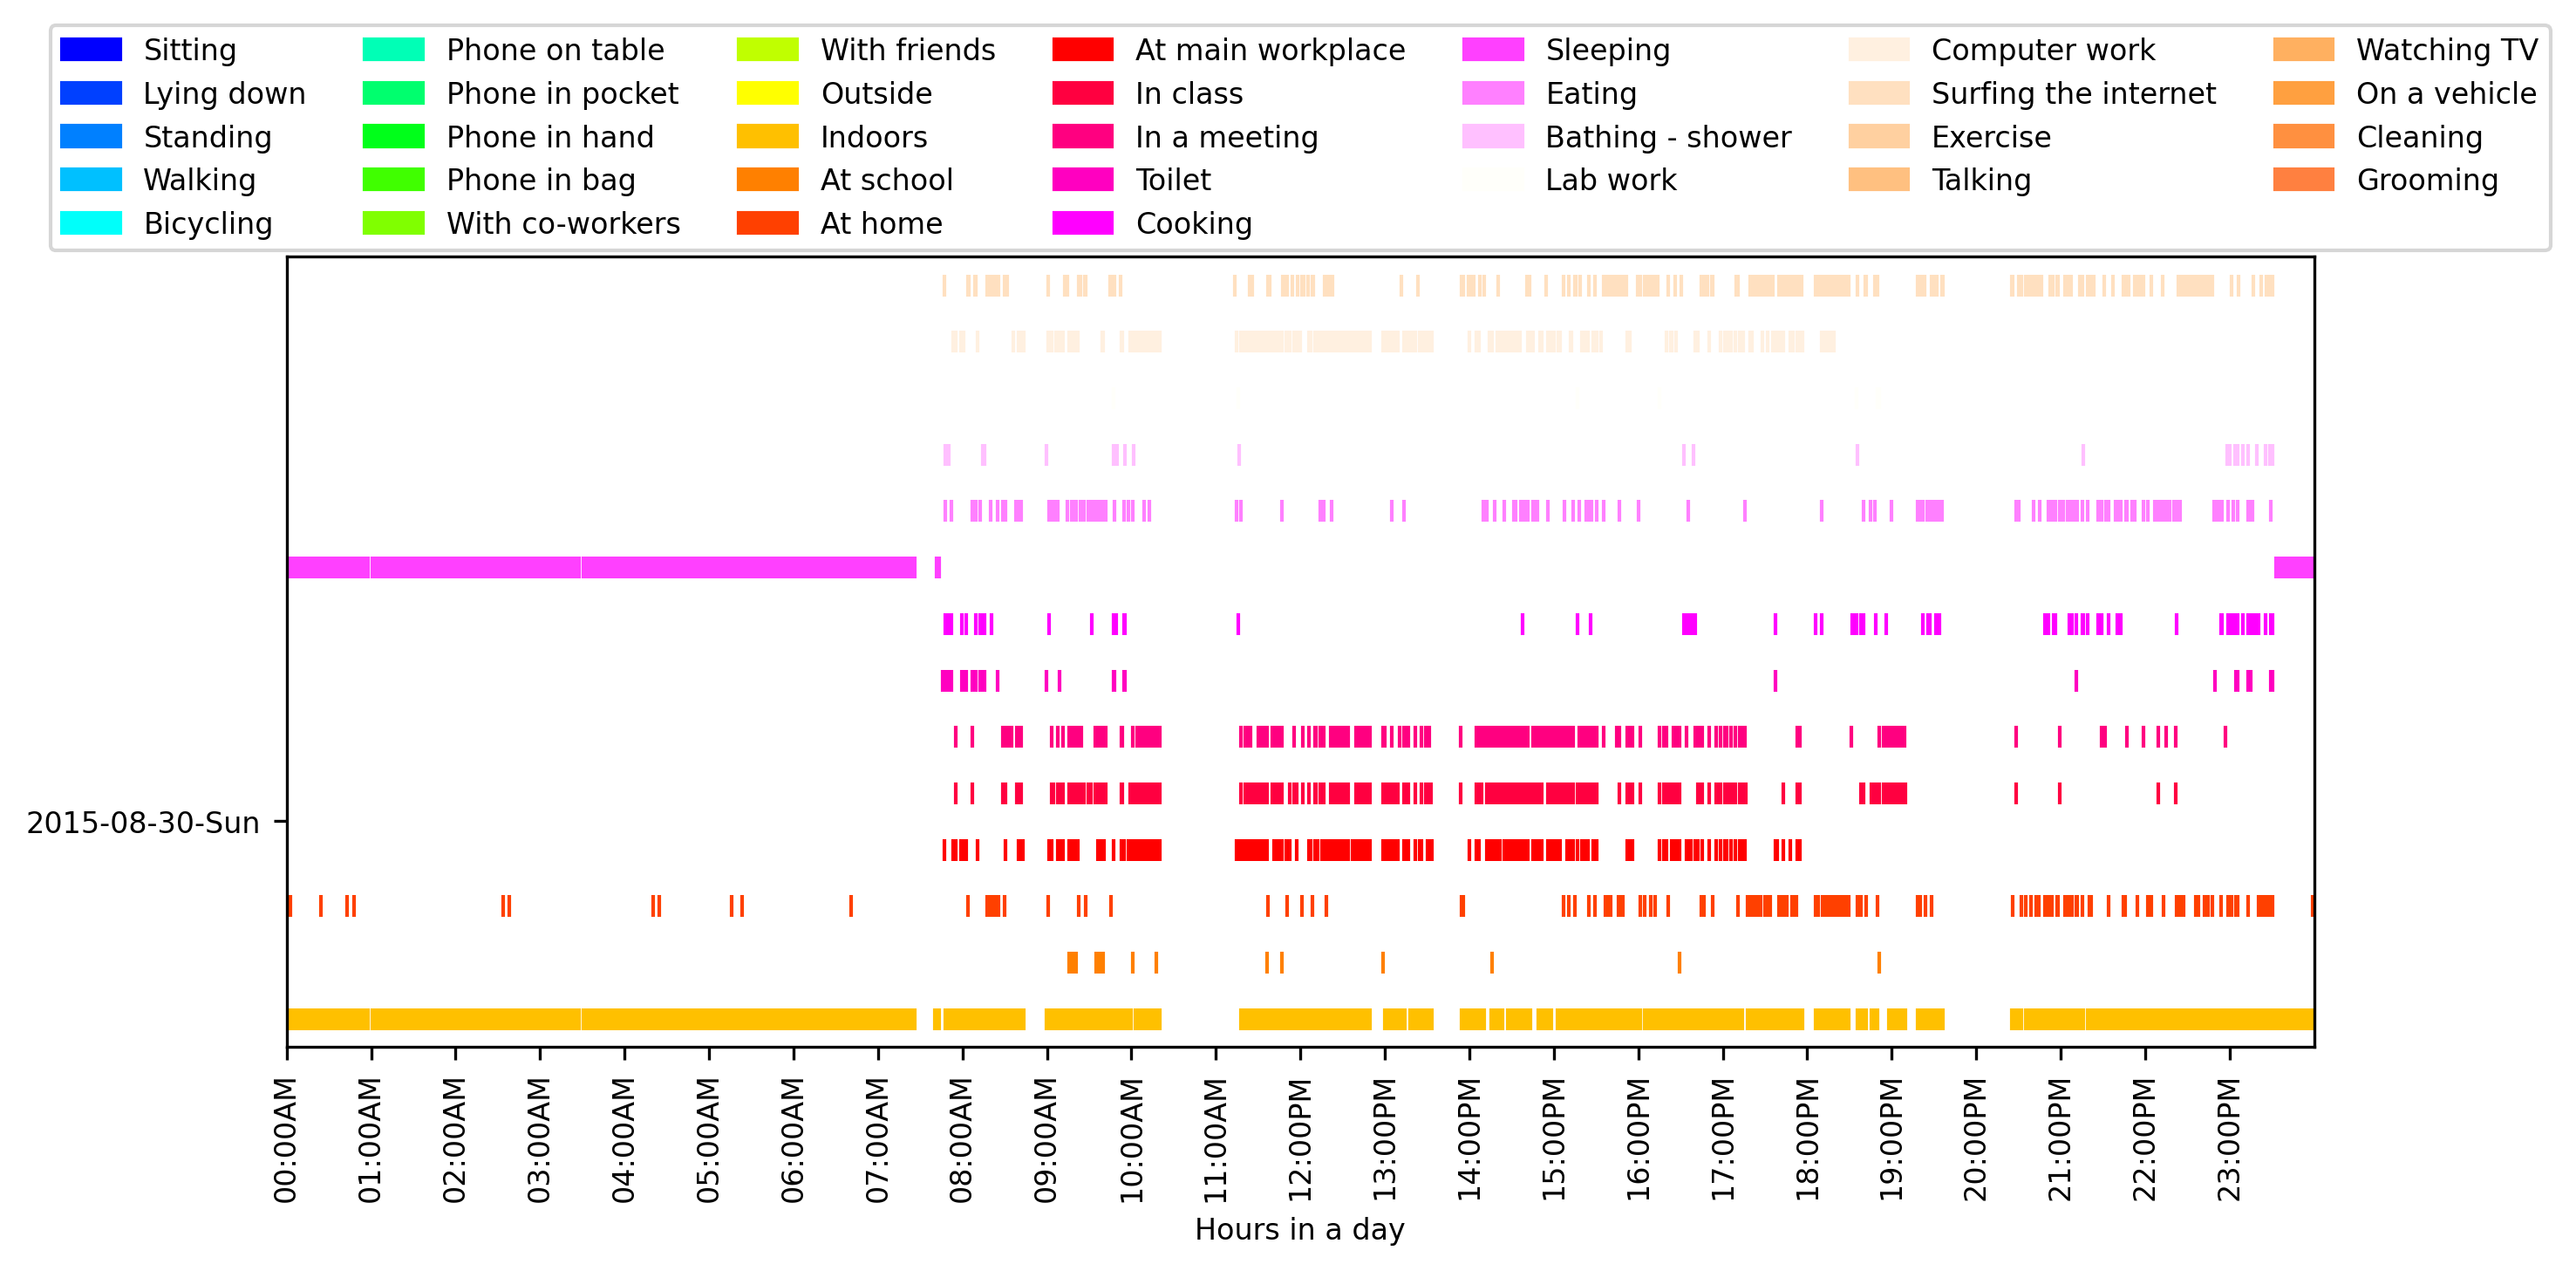 Sitting
Lying down
Standing
Walking
Bicycling
Phone on table
Phone in pocket
Phone in hand
Phone in bag
With co-workers
With friends
Outside
Indoors
At school
At home
At main workplace
In class
In a meeting
Toilet
Cooking
Sleeping
Eating
Bathing - shower
Lab work
Computer work
Surfing the internet
Exercise
Talking
Watching TV
On a vehicle
Cleaning
Grooming
2015-08-30-Sun
00:00AM
01:00AM
02:00AM
03:00AM
04:00AM
05:00AM
06:00AM
07:00AM
08:00AM
09:00AM
10:00AM
11:00AM
12:00PM
13:00PM
14:00PM
15:00PM
16:00PM
17:00PM
18:00PM
19:00PM
20:00PM
21:00PM
22:00PM
23:00PM
Hours in a day